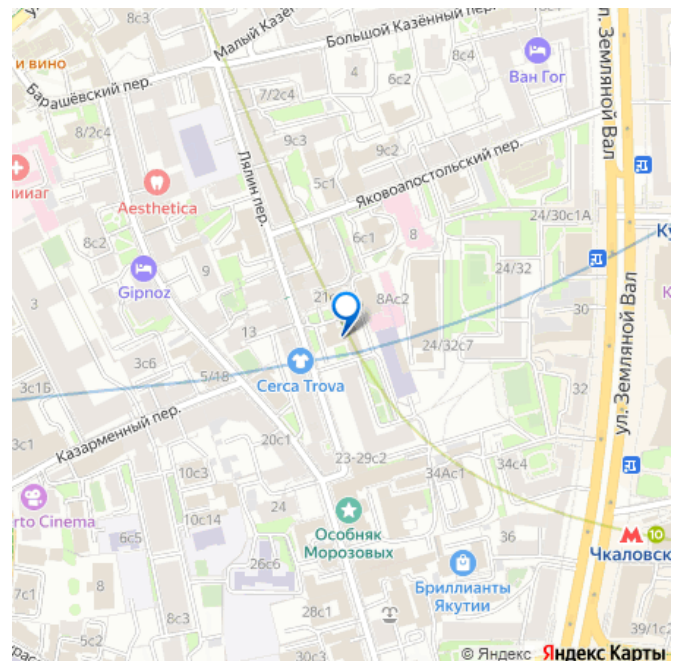 8с3
Малый Казённый
Большой Казённый пер.
ул. Земляной Вал
и вино
Барашёвский пер.
Ван Гог
4
6с2
8с4
7/2с4
8/2с4
9с3
9с2
Лялин пер.
Яковоапостольский пер.
Aesthetica
5с1
24/30с1А
8с2
6с1
8
Gipnoz
9
24/32
3
21с
8Ас2
30
13
24/32с7
3с6
5/18
Cerca Trova
32
3с1Б
ул. Земляной Вал
Казарменный пер.
20с1
3с1
23-29с2
10с3
34Ас1
34с4
rto Cinema
24
10с14
Особняк
Морозовых
36
10
6с5
Чкаловск
26с6
Бриллианты
Якутии
7с1
8
28с1
8с3
39/1с2
5с2
30с3
© Яндекс Яндекс Карты